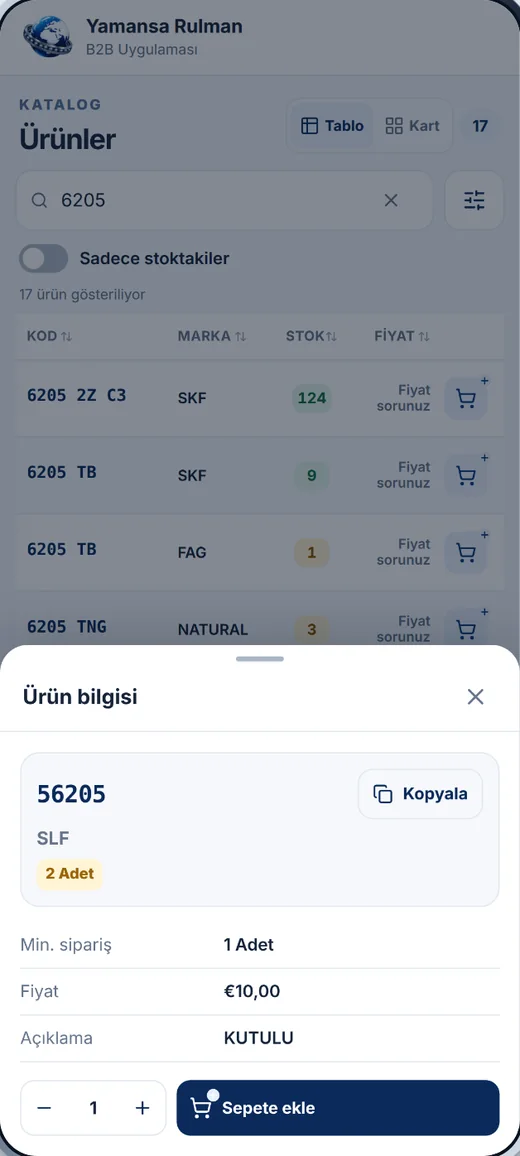 Yamansa Rulman
B2B Uygulaması
KATALOG
Ürünler
Tablo
Kart
17
6205
Sadece stoktakiler
17 ürün gösteriliyor
KOD MARKA STOK FİYAT
6205 2Z C3 SKF 124 Fiyat sorunuz
6205 TB SKF 9 Fiyat sorunuz
6205 TB FAG 1 Fiyat sorunuz
6205 TNG NATURAL 3 Fiyat sorunuz
Ürün bilgisi
56205
Kopyala
SLF
2 Adet
Min. sipariş 1 Adet
Fiyat €10,00
Açıklama KUTULU
− 1 + Sepete ekle